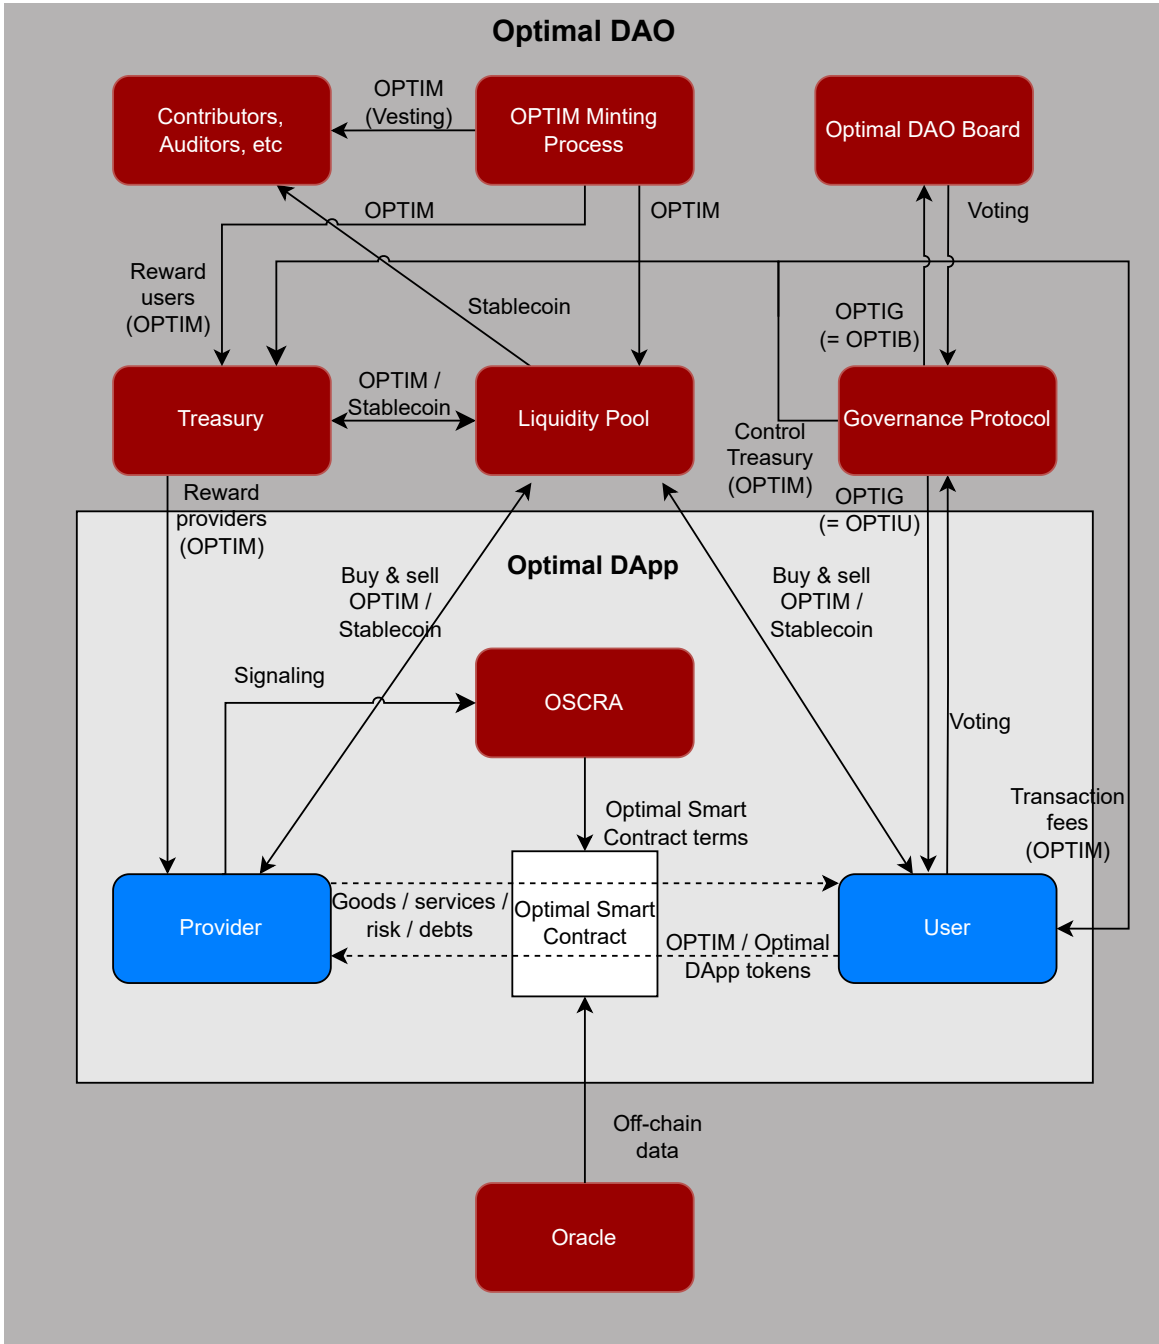 Optimal DAO
Contributors,
Auditors, etc
OPTIM
(Vesting)
OPTIM Minting
Process
Optimal DAO Board
OPTIM
OPTIM
Voting
Reward
users
(OPTIM)
Stablecoin
OPTIG
(= OPTIB)
Treasury
OPTIM /
Stablecoin
Liquidity Pool
Governance Protocol
Control
Treasury
(OPTIM)
Reward
providers
(OPTIM)
OPTIG
(= OPTIU)
Optimal DApp
Buy & sell
OPTIM /
Stablecoin
Buy & sell
OPTIM /
Stablecoin
Signaling
OSCRA
Voting
Optimal Smart
Contract terms
Transaction
fees
(OPTIM)
Provider
Goods / services /
risk / debts
Optimal Smart
Contract
OPTIM / Optimal
DApp tokens
User
Off-chain
data
Oracle